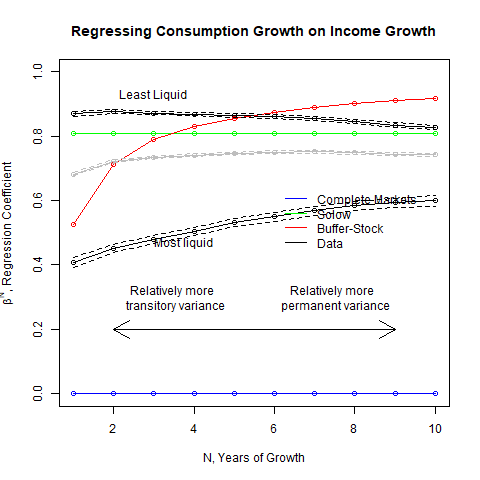 Regressing Consumption Growth on Income Growth
β^N, Regression Coefficient
1.0
0.8
0.6
0.4
0.2
0.0
Least Liquid
Most liquid
Complete Markets
Solow
Buffer-Stock
Data
Relatively more
transitory variance
Relatively more
permanent variance
2
4
6
8
10
N, Years of Growth